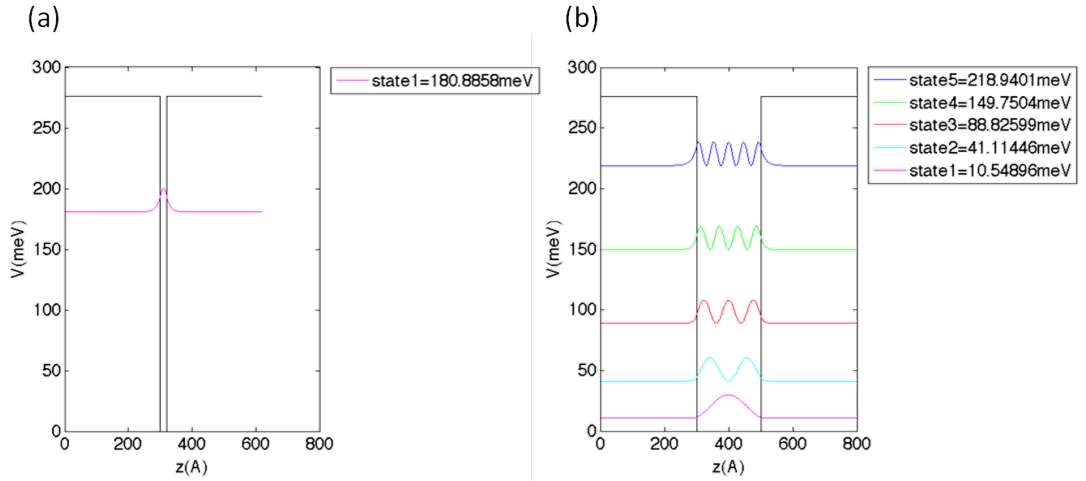 (a)
(b)
300
250
200
150
100
50
0
V(meV)
0 200 400 600 800
z(A)
state1=180.8858meV
300
250
200
150
100
50
0
V(meV)
0 200 400 600 800
z(A)
state5=218.9401meV
state4=149.7504meV
state3=88.82599meV
state2=41.11446meV
state1=10.54896meV